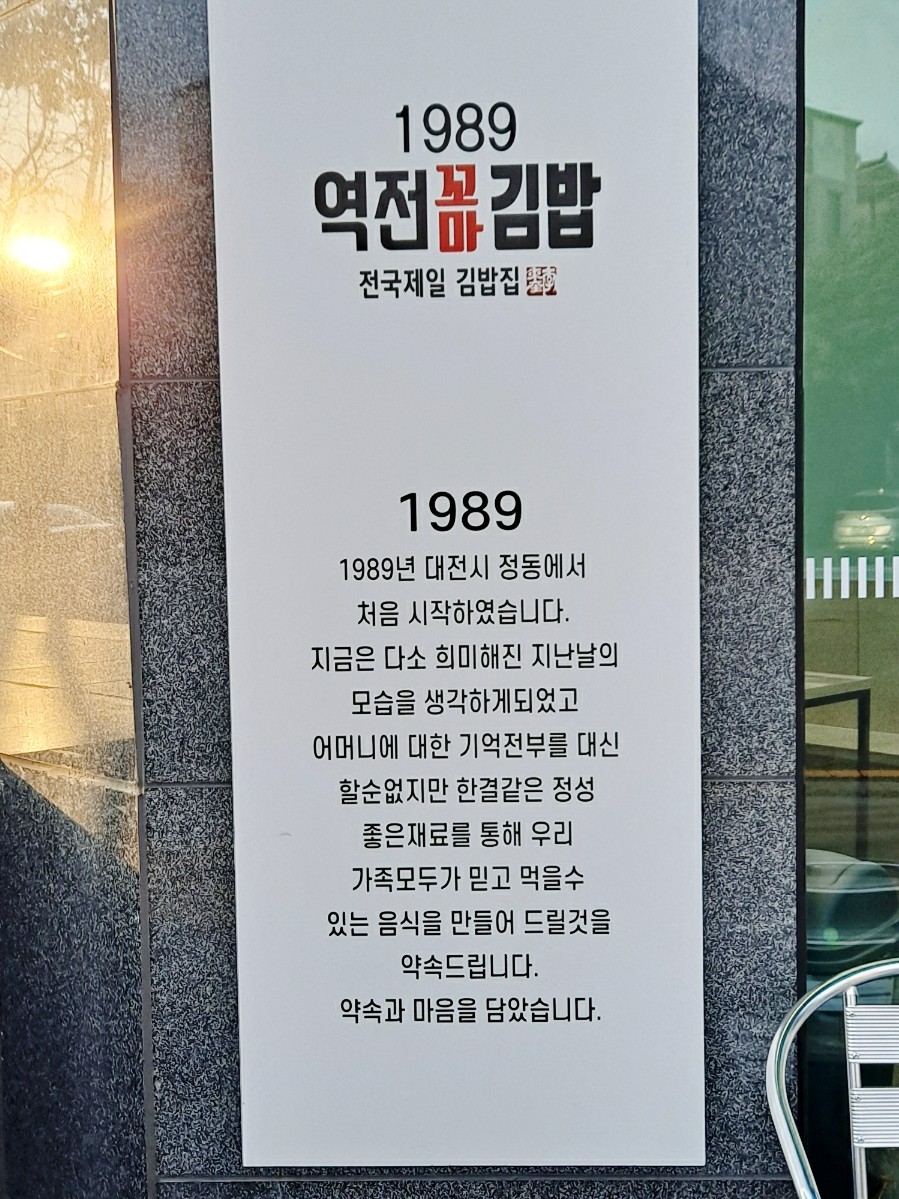 1989
역전꼬마김밥
전국제일 김밥집
1989
1989년 대전시 정동에서
처음 시작하였습니다.
지금은 다소 희미해진 지난날의
모습을 생각하게되었고
어머니에 대한 기억전부를 대신
할순없지만 한결같은 정성
좋은재료를 통해 우리
가족모두가 믿고 먹을수
있는 음식을 만들어 드릴것을
약속드립니다.
약속과 마음을 담았습니다.